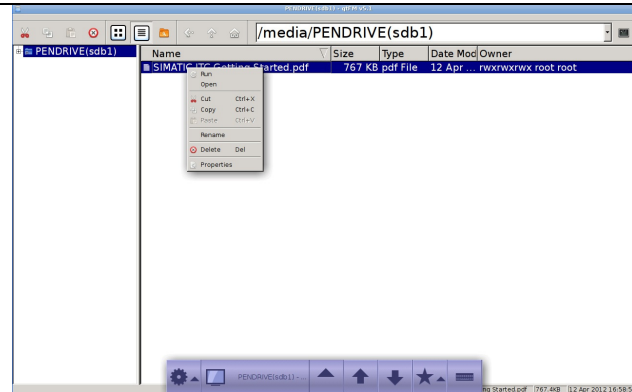 PENDRIVE(sdb1) - qtFM v5.1
/media/PENDRIVE(sdb1)
PENDRIVE(sdb1)
Name Size Type Date Mod Owner
SIMATIC ITC Getting Started.pdf 767 KB pdf File 12 Apr ... rwxrwxrwx root root
Run
Open
Cut Ctrl+X
Copy Ctrl+C
Paste Ctrl+V
Rename
Delete Del
Properties
PENDRIVE(sdb1) - ...
ng Started.pdf 767.4KB 12 Apr 2012 16:58:5